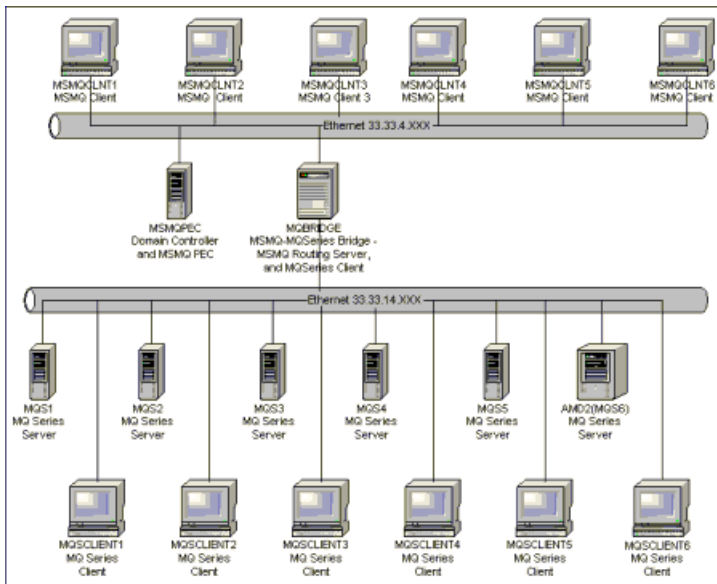 MSMQCLNT1
MSMQ Client
MSMQCLNT2
MSMQ Client
MSMQCLNT3
MSMQ Client 3
MSMQCLNT4
MSMQ Client
MSMQCLNT5
MSMQ Client
MSMQCLNT6
MSMQ Client
Ethernet 33.33.4.XXX
MSMQPEC
Domain Controller
and MSMQ PEC
MQBRIDGE
MSMQ-MQSeries Bridge -
MSMQ Routing Server,
and MQSeries Client
Ethernet 33.33.14.XXX
MQS1
MQ Series
Server
MQS2
MQ Series
Server
MQS3
MQ Series
Server
MQS4
MQ Series
Server
MQS5
MQ Series
Server
AMD2(MQS6)
MQ Series
Server
MQSCLIENT1
MQ Series
Client
MQSCLIENT2
MQ Series
Client
MQSCLIENT3
MQ Series
Client
MQSCLIENT4
MQ Series
Client
MQSCLIENT5
MQ Series
Client
MQSCLIENT6
MQ Series
Client